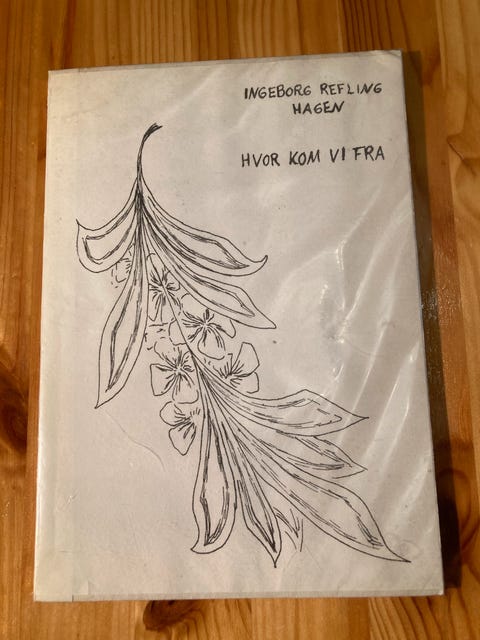 INGEBORG REFLING
HAGEN
HVOR KOM VI FRA